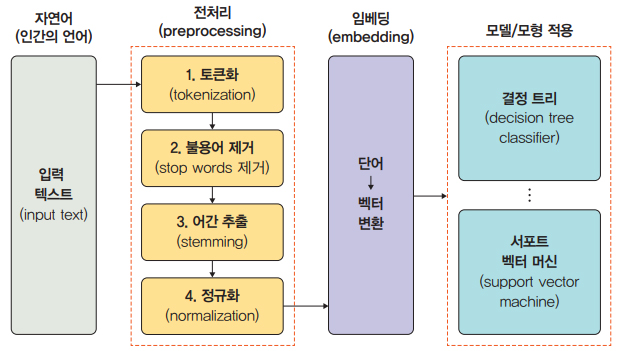 자연어
(인간의 언어)
입력
텍스트
(input text)
전처리
(preprocessing)
1. 토큰화
(tokenization)
2. 불용어 제거
(stop words 제거)
3. 어간 추출
(stemming)
4. 정규화
(normalization)
임베딩
(embedding)
단어
벡터
변환
모델/모형 적용
결정 트리
(decision tree
classifier)
서포트
벡터 머신
(support vector
machine)